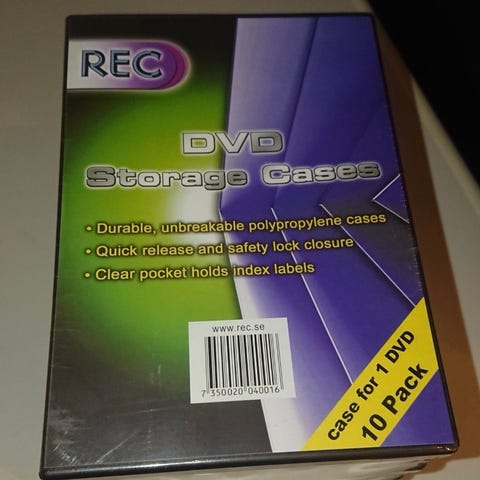 REC
DVD
Storage Cases
• Durable, unbreakable polypropylene cases
• Quick release and safety lock closure
• Clear pocket holds index labels
www.rec.se
7 350020 040016
case for 1 DVD
10 Pack